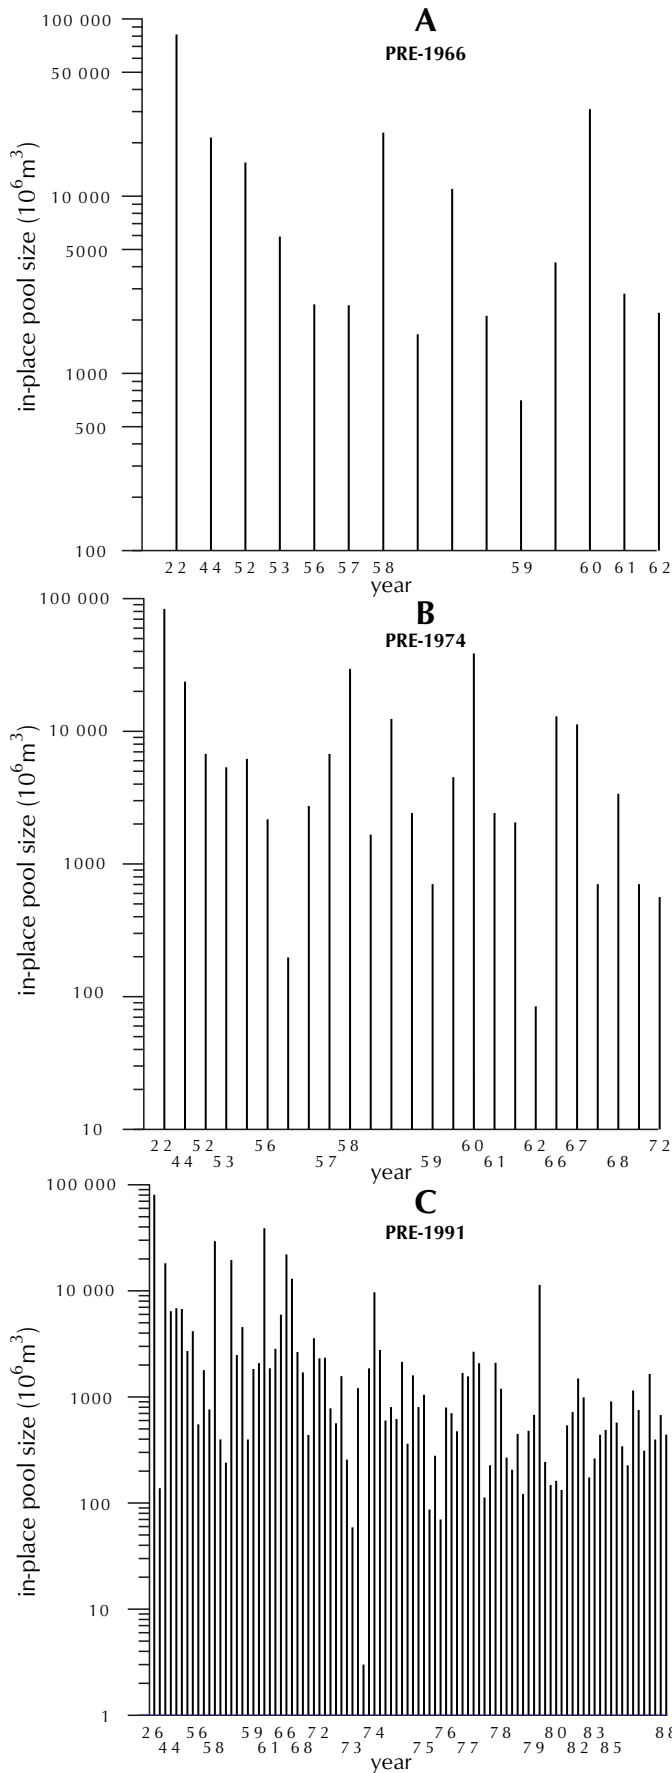 A
PRE-1966
100 000
50 000
10 000
5000
1000
500
100
in-place pool size (10⁶m³)
22 44 52 53 56 57 58 59 60 61 62
year
B
PRE-1974
100 000
10 000
1000
100
10
in-place pool size (10⁶m³)
22 52 56 58 60 62 67 72
44 53 57 59 61 66 68
year
C
PRE-1991
100 000
10 000
1000
100
10
1
in-place pool size (10⁶m³)
26 56 59 66 72 74 76 78 80 83
44 58 61 68 73 75 77 79 82 85
year